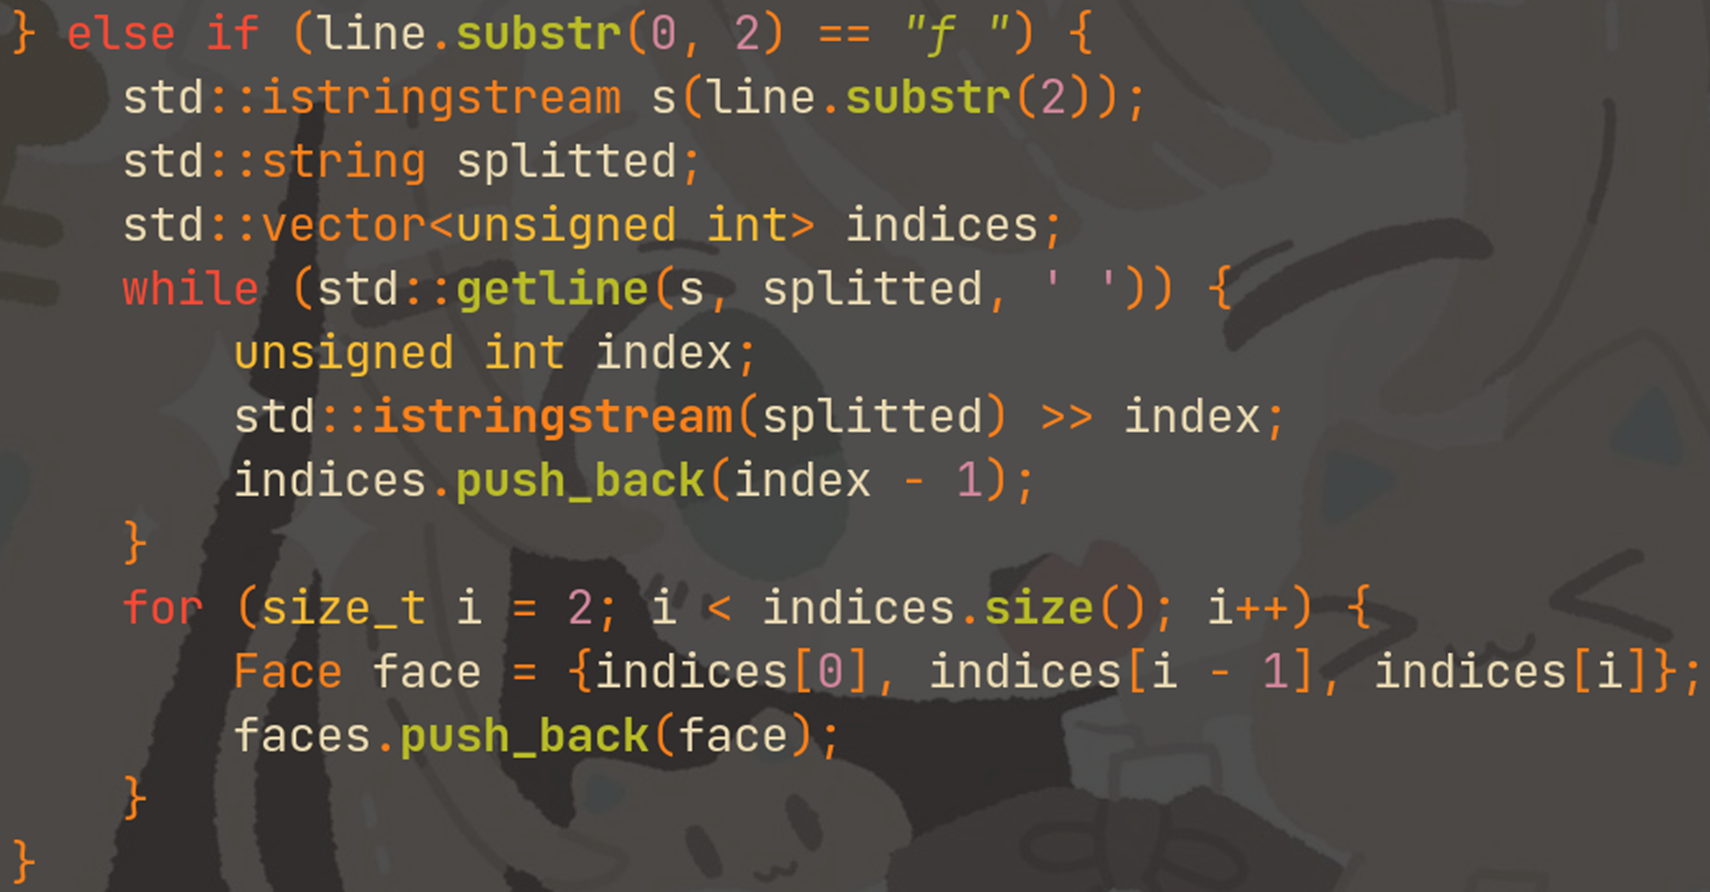 } else if (line.substr(0, 2) == "f ") {
    std::istringstream s(line.substr(2));
    std::string splitted;
    std::vector<unsigned int> indices;
    while (std::getline(s, splitted, ' ')) {
        unsigned int index;
        std::istringstream(splitted) >> index;
        indices.push_back(index - 1);
    }
    for (size_t i = 2; i < indices.size(); i++) {
        Face face = {indices[0], indices[i - 1], indices[i]};
        faces.push_back(face);
    }
}